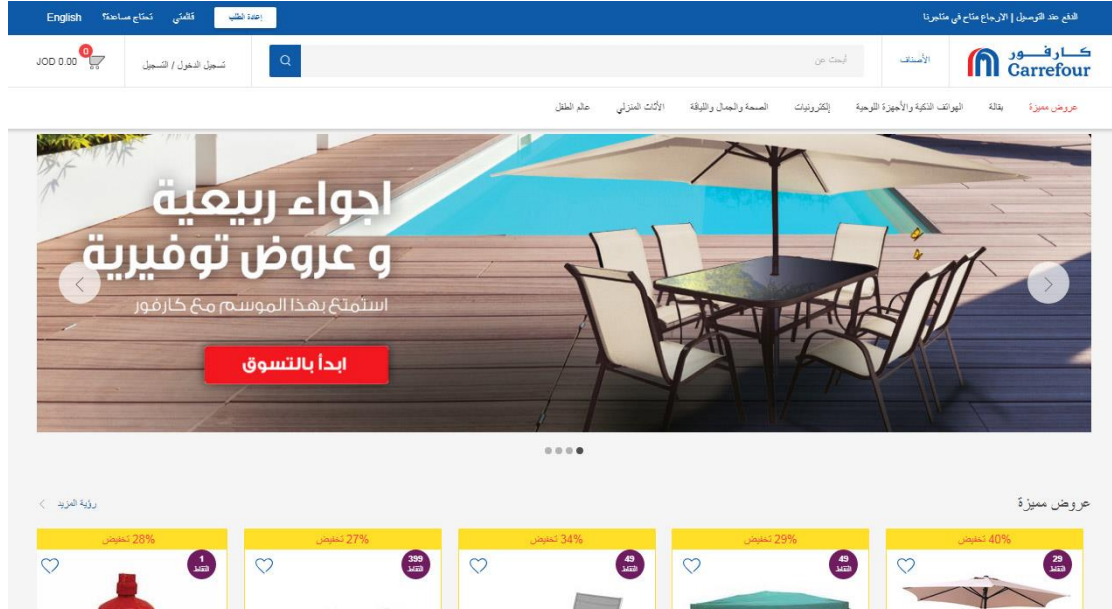 الدفع عند التوصيل | الارجاع متاح في متاجرنا
إعادة الطلب
قائمتي
تحتاج مساعدة؟
English
كارفور
Carrefour
الأصناف
أبحث عن
تسجيل الدخول / التسجيل
0
JOD 0.00
عروض مميزة
بقالة
الهواتف الذكية والأجهزة اللوحية
إلكترونيات
الصحة والجمال واللياقة
الأثاث المنزلي
عالم الطفل
اجواء ربيعية
و عروض توفيرية
استمتع بهذا الموسم مع كارفور
ابدأ بالتسوق
عروض مميزة
رؤية المزيد
40% تخفيض
29% تخفيض
34% تخفيض
27% تخفيض
28% تخفيض
29
49
49
399
1